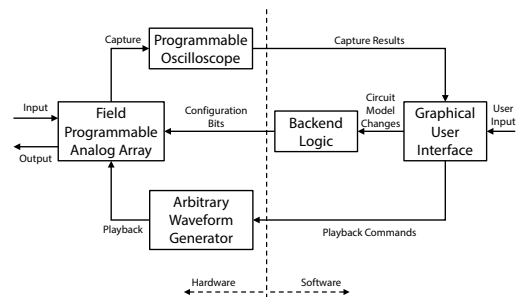 Capture
Programmable
Oscilloscope
Capture Results
Input
Output
Field
Programmable
Analog Array
Configuration
Bits
Backend
Logic
Circuit
Model
Changes
Graphical
User
Interface
User
Input
Playback
Arbitrary
Waveform
Generator
Playback Commands
Hardware
Software